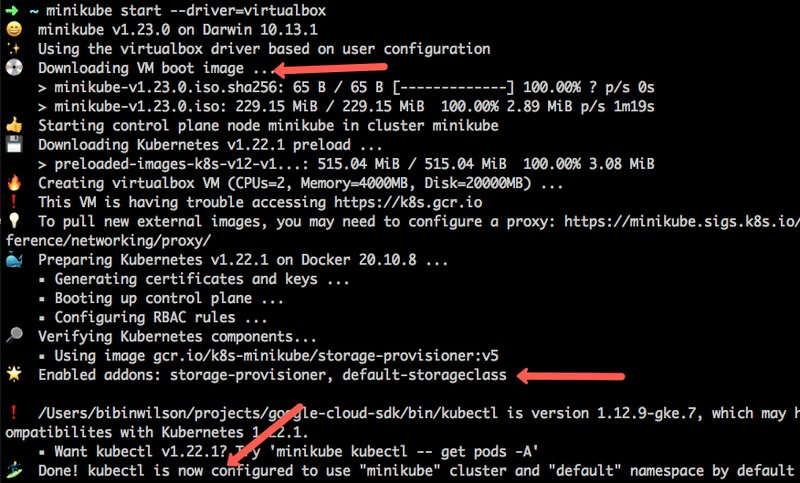 ➜ ~ minikube start --driver=virtualbox
😄 minikube v1.23.0 on Darwin 10.13.1
✨ Using the virtualbox driver based on user configuration
💿 Downloading VM boot image ...
> minikube-v1.23.0.iso.sha256: 65 B / 65 B [-------------] 100.00% ? p/s 0s
> minikube-v1.23.0.iso: 229.15 MiB / 229.15 MiB 100.00% 2.89 MiB p/s 1m19s
👍 Starting control plane node minikube in cluster minikube
💾 Downloading Kubernetes v1.22.1 preload ...
> preloaded-images-k8s-v12-v1...: 515.04 MiB / 515.04 MiB 100.00% 3.08 MiB
🔥 Creating virtualbox VM (CPUs=2, Memory=4000MB, Disk=20000MB) ...
❗ This VM is having trouble accessing https://k8s.gcr.io
💡 To pull new external images, you may need to configure a proxy: https://minikube.sigs.k8s.io/
ference/networking/proxy/
🐳 Preparing Kubernetes v1.22.1 on Docker 20.10.8 ...
▪ Generating certificates and keys ...
▪ Booting up control plane ...
▪ Configuring RBAC rules ...
🔎 Verifying Kubernetes components...
▪ Using image gcr.io/k8s-minikube/storage-provisioner:v5
🌟 Enabled addons: storage-provisioner, default-storageclass
❗ /Users/bibinwilson/projects/google-cloud-sdk/bin/kubectl is version 1.12.9-gke.7, which may h
ompatibilites with Kubernetes 1.22.1.
▪ Want kubectl v1.22.1? Try 'minikube kubectl -- get pods -A'
🏄 Done! kubectl is now configured to use "minikube" cluster and "default" namespace by default